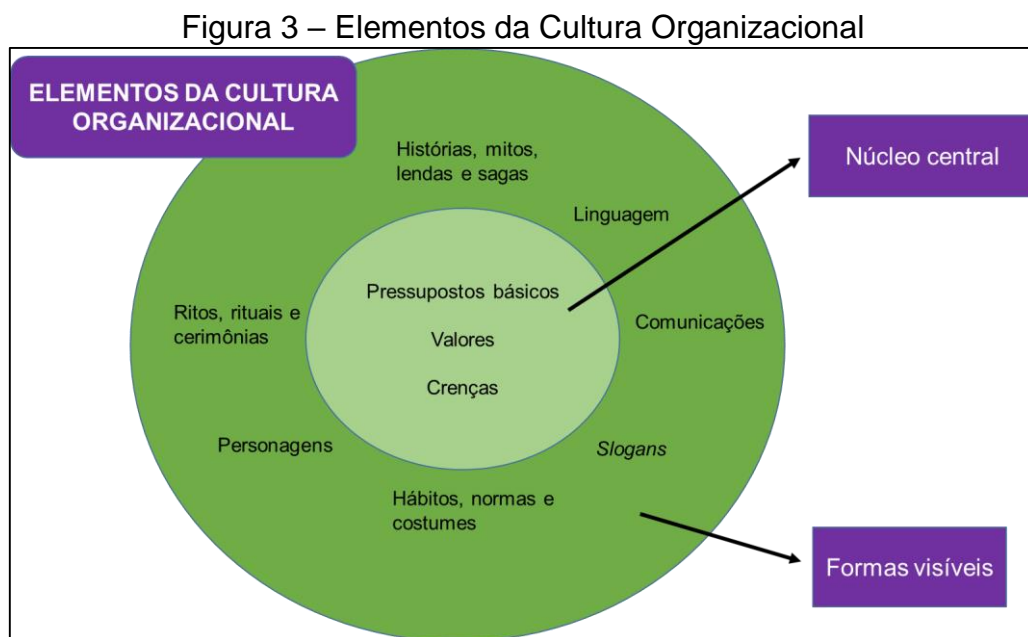 Figura 3 – Elementos da Cultura Organizacional
ELEMENTOS DA CULTURA
ORGANIZACIONAL
Histórias, mitos,
lendas e sagas
Núcleo central
Linguagem
Pressupostos básicos
Ritos, rituais e
cerimônias
Comunicações
Valores
Crenças
Personagens
Slogans
Hábitos, normas e
costumes
Formas visíveis